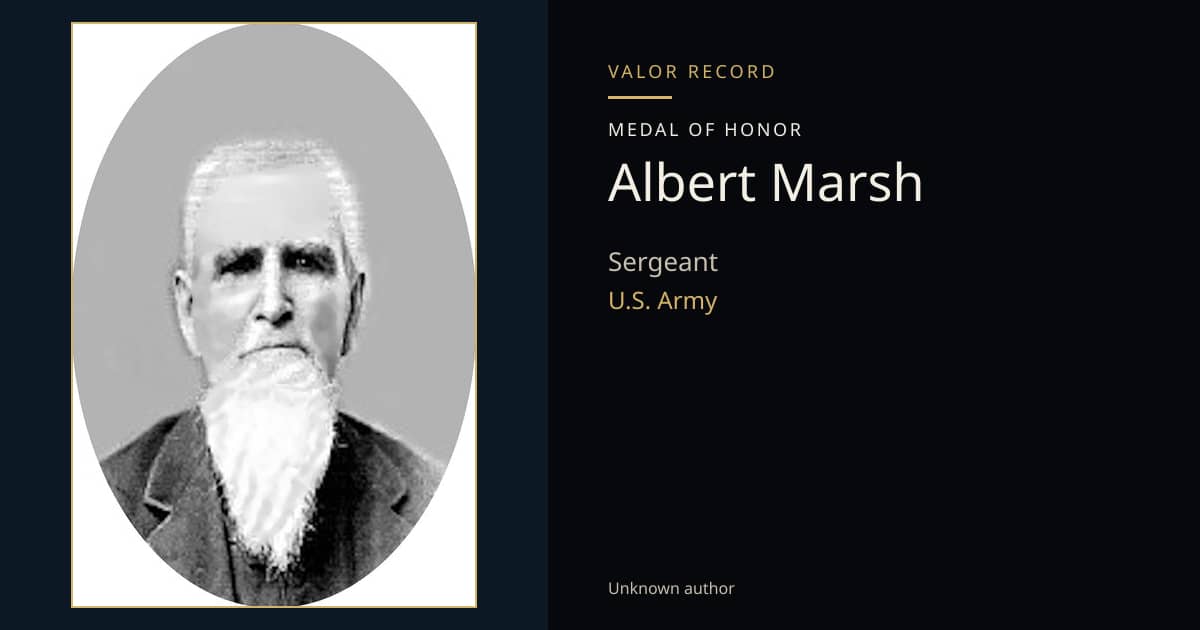 VALOR RECORD
MEDAL OF HONOR
Albert Marsh
Sergeant
U.S. Army
Unknown author